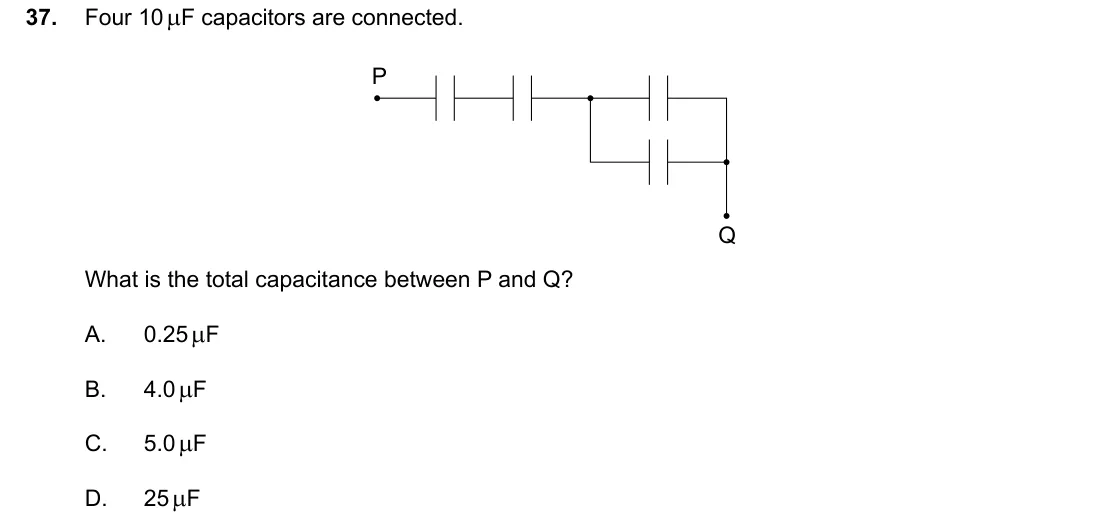 37. Four 10 μF capacitors are connected.
P
Q
What is the total capacitance between P and Q?
A. 0.25 μF
B. 4.0 μF
C. 5.0 μF
D. 25 μF